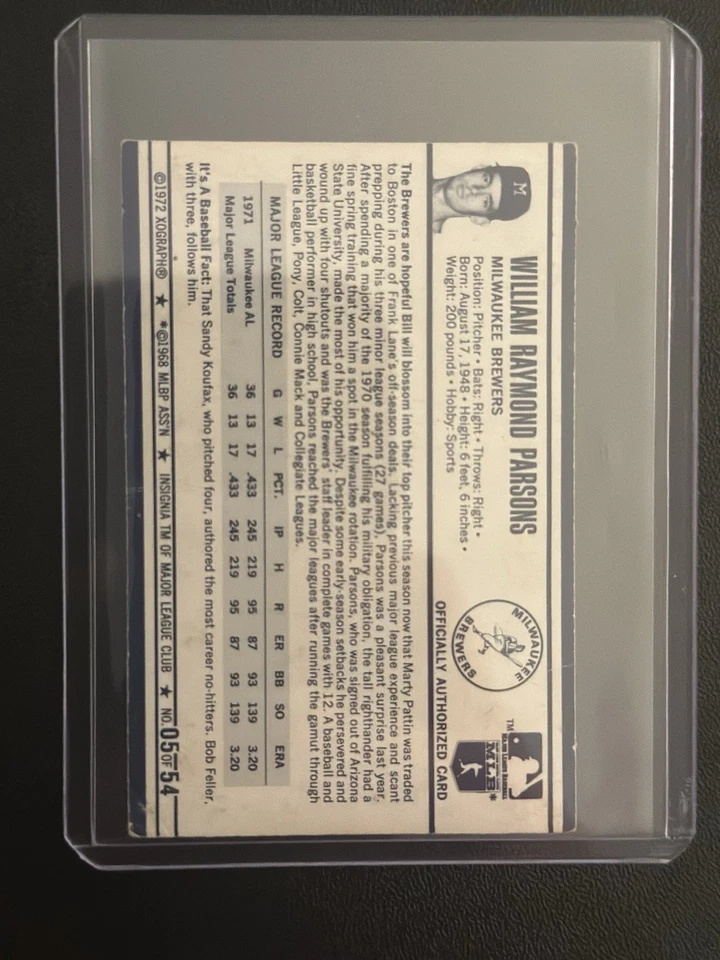 M
WILLIAM RAYMOND PARSONS
MILWAUKEE BREWERS
Position: Pitcher • Bats: Right • Throws: Right •
Born: August 17, 1948 • Height: 6 feet, 6 inches •
Weight: 200 pounds • Hobby: Sports
MILWAUKEE
BREWERS
TM
MAJOR LEAGUE BASEBALL
MLB*
OFFICIALLY AUTHORIZED CARD
The Brewers are hopeful Bill will blossom into their top pitcher this season now that Marty Pattin was traded
to Boston in one of Frank Lane's off-season deals. Lacking previous major league experience and scant
prepping during his three minor league seasons (27 games), Parsons was a pleasant surprise last year.
After spending a majority of the 1970 season fulfilling his military obligation, the tall righthander had a
fine spring training that won him a spot in the Milwaukee rotation. Parsons, who was signed out of Arizona
State University, made the most of his opportunity. Despite some early-season setbacks he persevered and
wound up with four shutouts and was the Brewers' staff leader in complete games with 12. A baseball and
basketball performer in high school, Parsons reached the major leagues after running the gamut through
Little League, Pony, Colt, Connie Mack and Collegiate Leagues.
MAJOR LEAGUE RECORD G W L PCT. IP H R ER BB SO ERA
1971 Milwaukee AL 36 13 17 .433 245 219 95 87 93 139 3.20
Major League Totals 36 13 17 .433 245 219 95 87 93 139 3.20
It's A Baseball Fact: That Sandy Koufax, who pitched four, authored the most career no-hitters. Bob Feller,
with three, follows him.
©1972 XOGRAPH® ★ *©1968 MLBP ASS'N ★ INSIGNIA TM OF MAJOR LEAGUE CLUB ★ NO. 05 OF 54